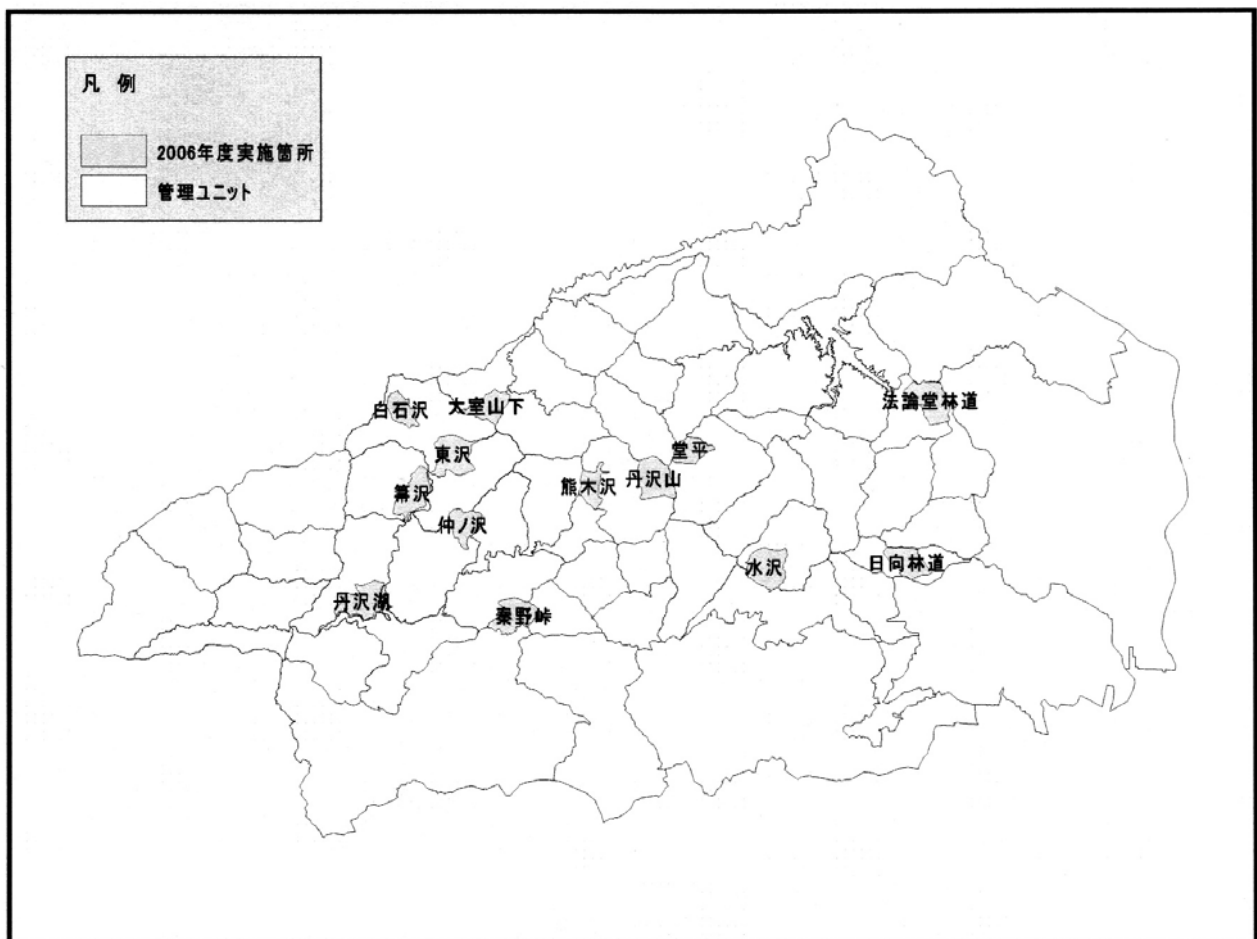 凡 例
2006年度実施箇所
管理ユニット
法論堂林道
白石沢
大室山下
東沢
堂平
丹沢山
熊木沢
箒沢
仲ノ沢
水沢
日向林道
丹沢湖
秦野峠